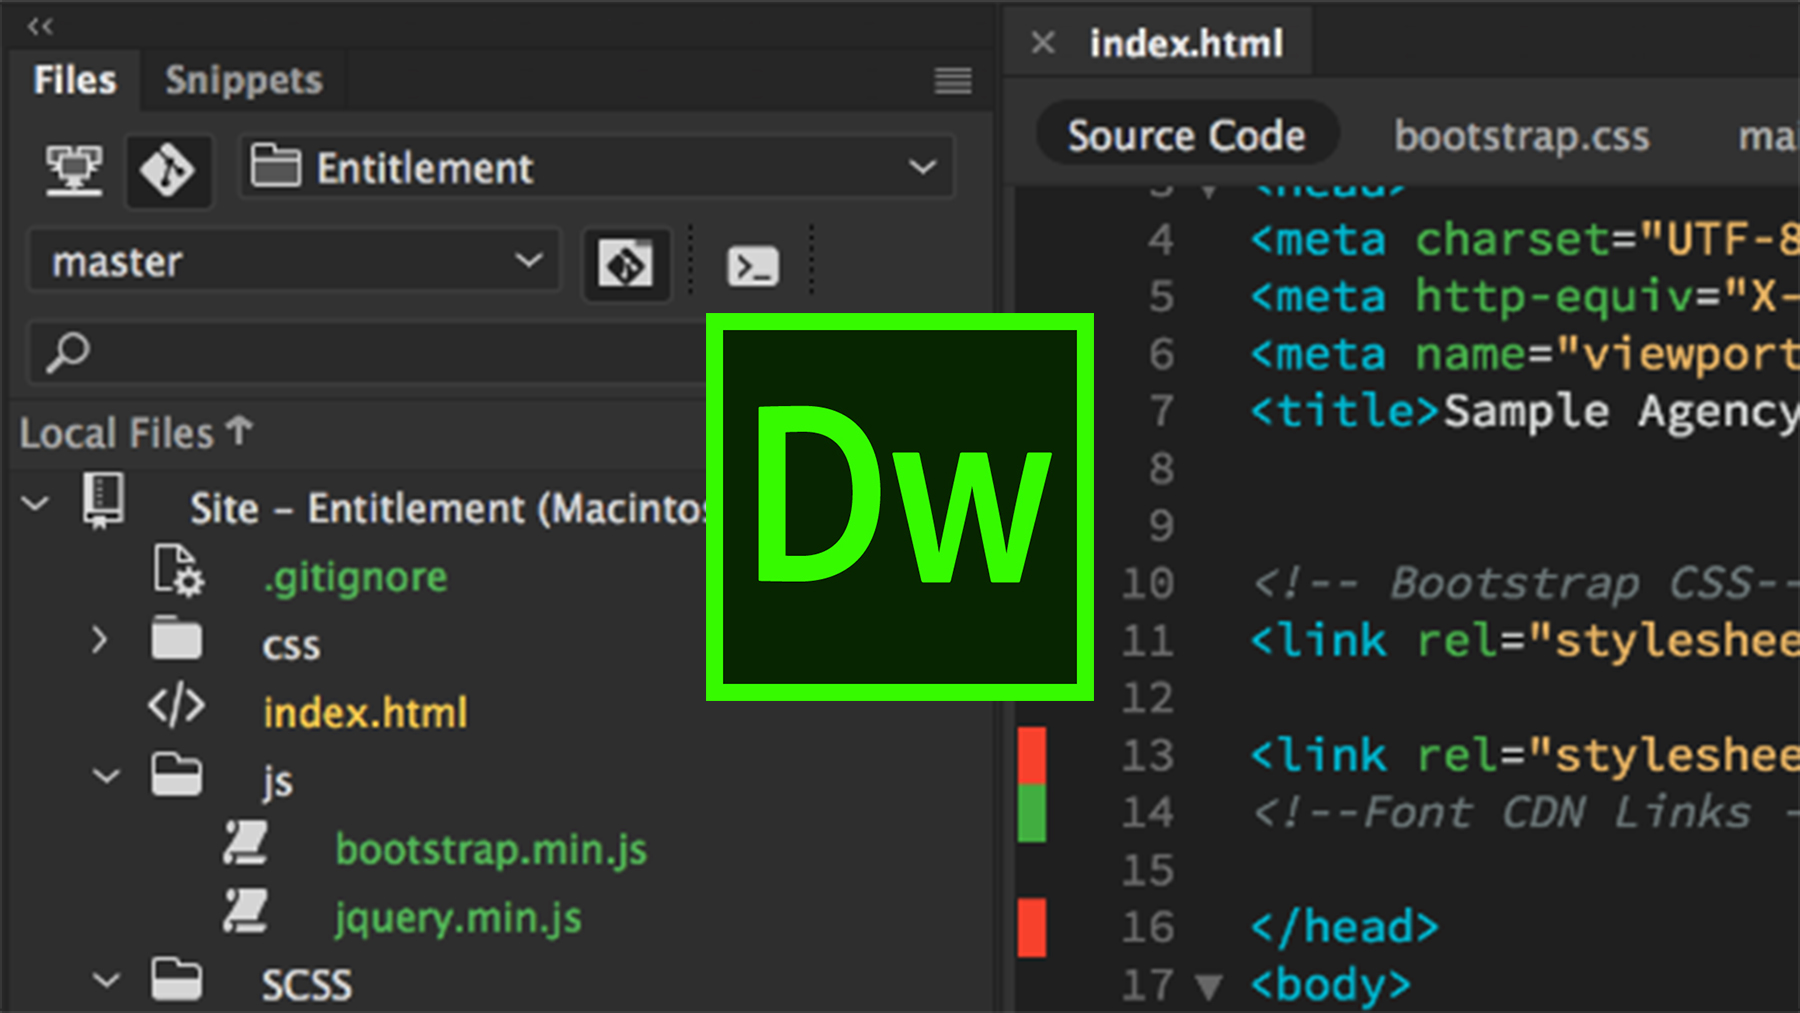 Files
Snippets
Entitlement
master
Local Files
Site – Entitlement (Macintos
.gitignore
css
index.html
js
bootstrap.min.js
jquery.min.js
SCSS
Dw
index.html
Source Code
bootstrap.css
mai
3 <head>
4 <meta charset="UTF-8
5 <meta http-equiv="X-
6 <meta name="viewport
7 <title>Sample Agency
8
9
10 <!-- Bootstrap CSS--
11 <link rel="styleshee
12
13 <link rel="styleshee
14 <!--Font CDN Links -
15
16 </head>
17 <body>